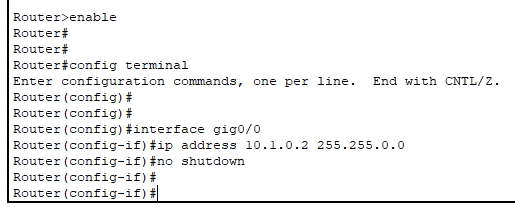 Router>enable
Router#
Router#
Router#config terminal
Enter configuration commands, one per line.  End with CNTL/Z.
Router(config)#
Router(config)#
Router(config)#interface gig0/0
Router(config-if)#ip address 10.1.0.2 255.255.0.0
Router(config-if)#no shutdown
Router(config-if)#
Router(config-if)#